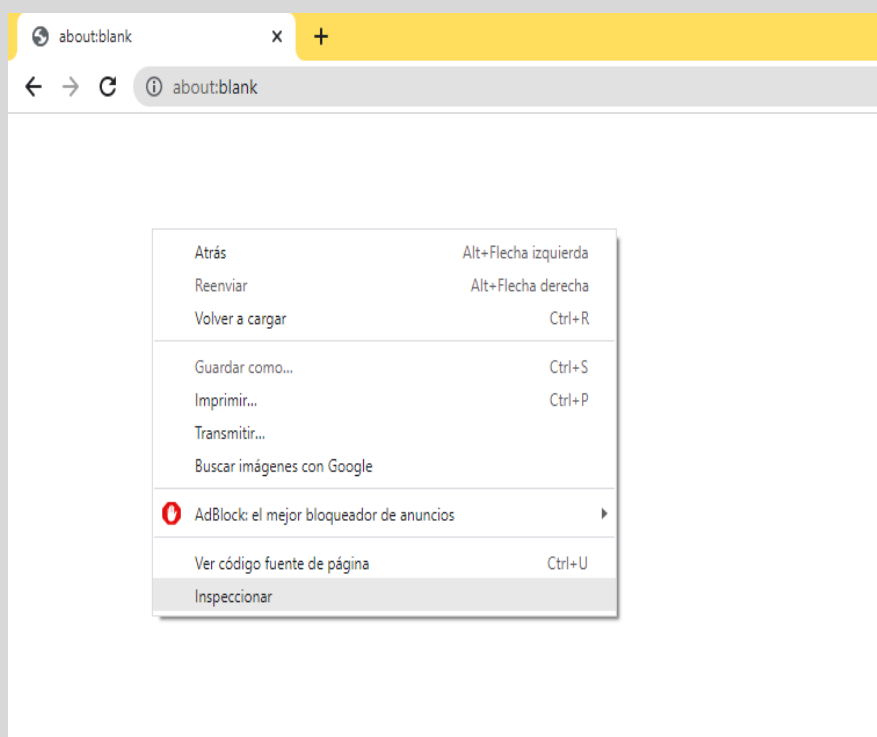 about:blank
about:blank
Atrás Alt+Flecha izquierda
Reenviar Alt+Flecha derecha
Volver a cargar Ctrl+R
Guardar como... Ctrl+S
Imprimir... Ctrl+P
Transmitir...
Buscar imágenes con Google
AdBlock: el mejor bloqueador de anuncios
Ver código fuente de página Ctrl+U
Inspeccionar